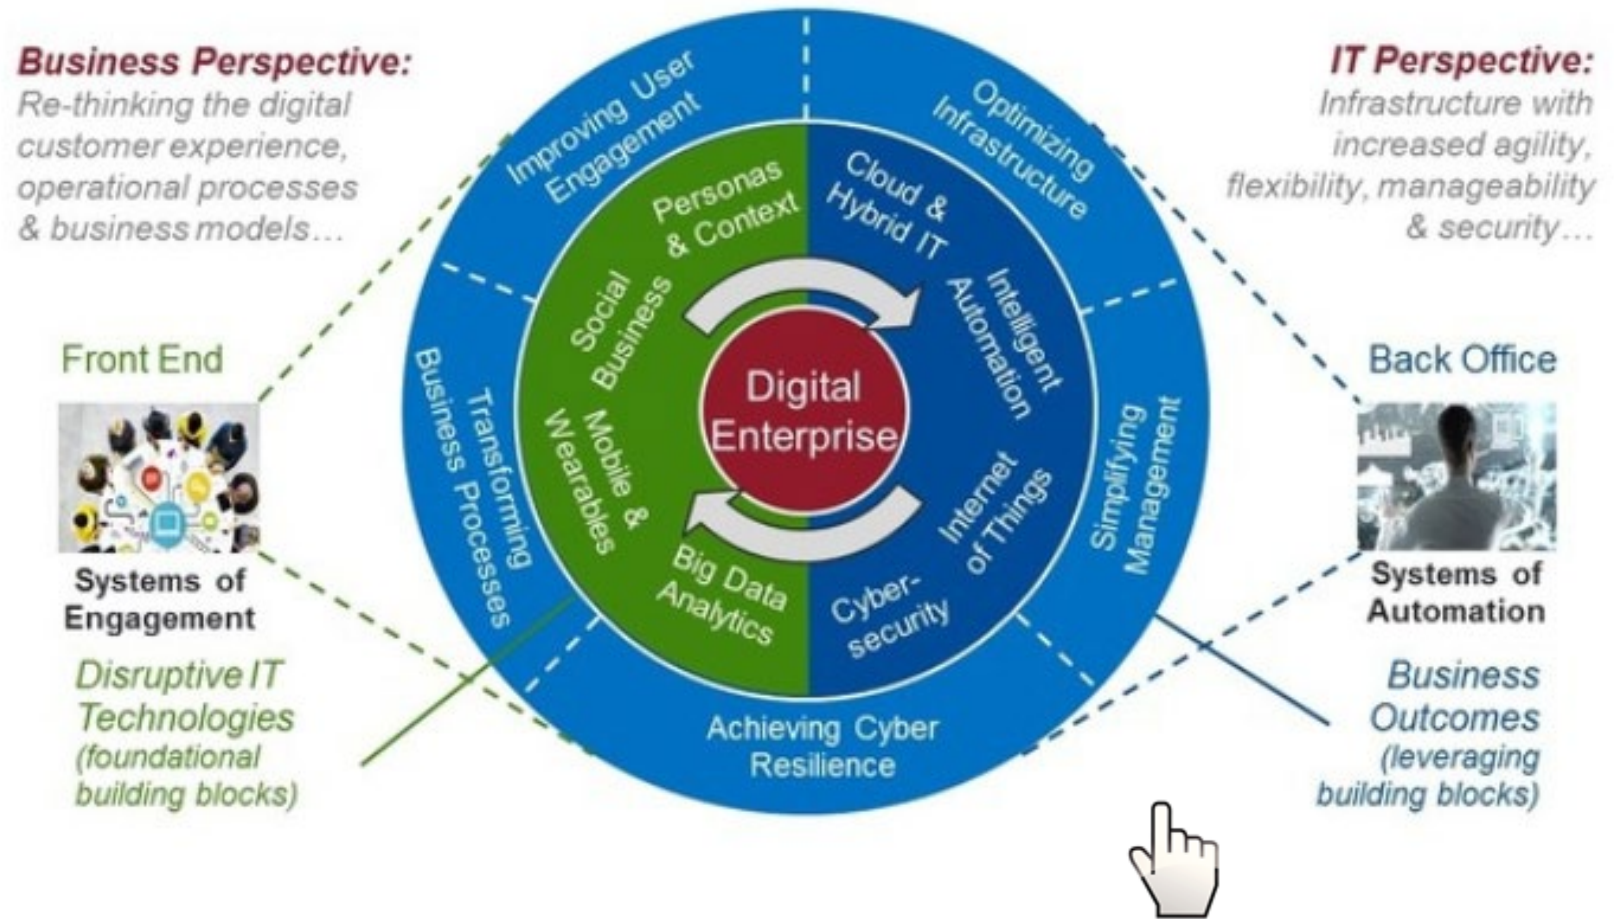 Business Perspective:
Re-thinking the digital
customer experience,
operational processes
& business models...
IT Perspective:
Infrastructure with
increased agility,
flexibility, manageability
& security...
Improving User
Engagement
Optimizing
Infrastructure
Personas
& Context
Cloud &
Hybrid IT
Social
Business
Intelligent
Automation
Front End
Back Office
Transforming
Business Processes
Mobile &
Wearables
Digital
Enterprise
Internet
of Things
Simplifying
Management
Big Data
Analytics
Cyber-
security
Systems of
Engagement
Systems of
Automation
Disruptive IT
Technologies
(foundational
building blocks)
Achieving Cyber
Resilience
Business
Outcomes
(leveraging
building blocks)